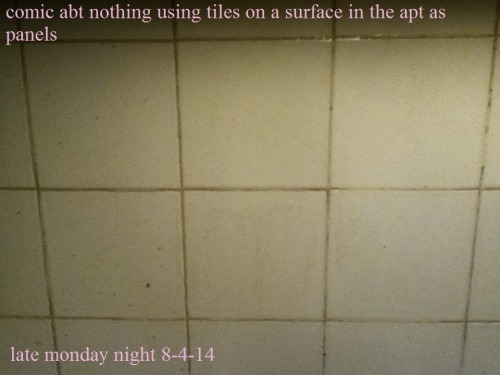 comic abt nothing using tiles on a surface in the apt as
panels
late monday night 8-4-14